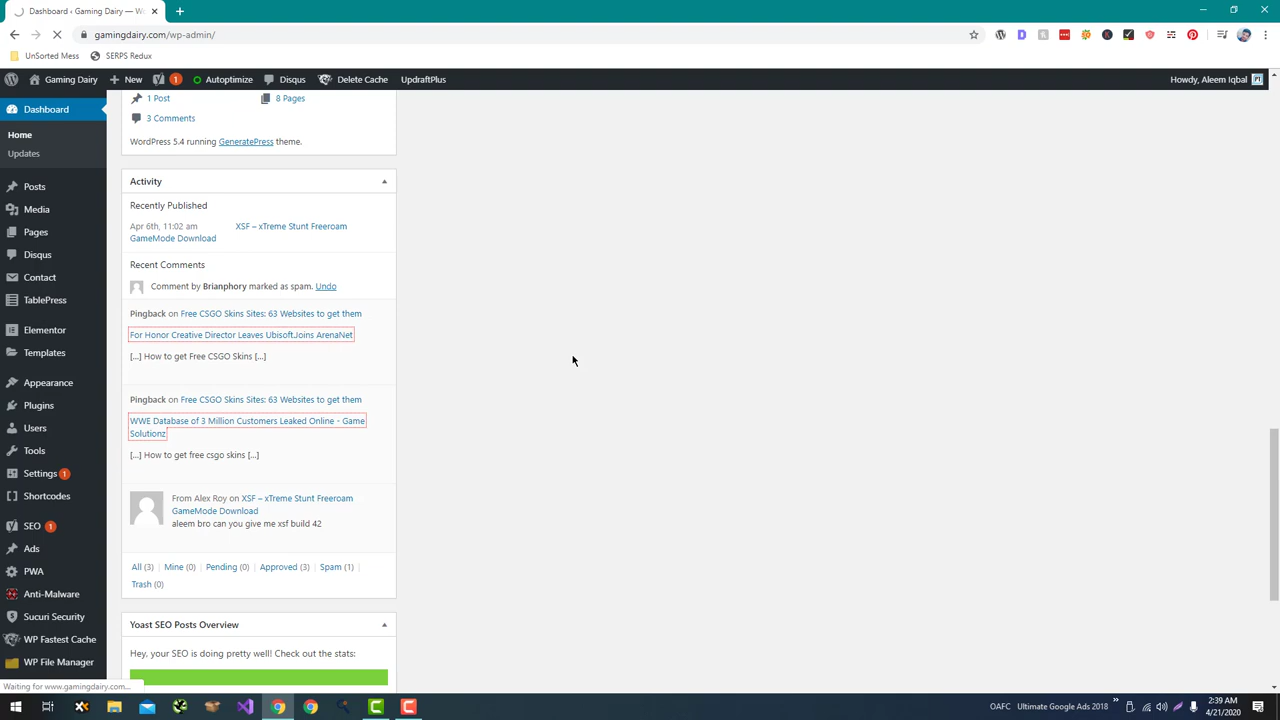 Dashboard ‹ Gaming Dairy — W
gamingdairy.com/wp-admin/
UnSorted Mess
SERPS Redux
Gaming Dairy
New
1
Autoptimize
Disqus
Delete Cache
UpdraftPlus
Howdy, Aleem Iqbal
Dashboard
Home
Updates
Posts
Media
Pages
Disqus
Contact
TablePress
Elementor
Templates
Appearance
Plugins
Users
Tools
Settings 1
Shortcodes
SEO 1
Ads
PWA
Anti-Malware
Sucuri Security
WP Fastest Cache
WP File Manager
1 Post
8 Pages
3 Comments
WordPress 5.4 running GeneratePress theme.
Activity
Recently Published
Apr 6th, 11:02 am XSF – xTreme Stunt Freeroam
GameMode Download
Recent Comments
Comment by Brianphory marked as spam. Undo
Pingback on Free CSGO Skins Sites: 63 Websites to get them
For Honor Creative Director Leaves UbisoftJoins ArenaNet
[...] How to get Free CSGO Skins [...]
Pingback on Free CSGO Skins Sites: 63 Websites to get them
WWE Database of 3 Million Customers Leaked Online - Game
Solutionz
[...] How to get free csgo skins [...]
From Alex Roy on XSF – xTreme Stunt Freeroam
GameMode Download
aleem bro can you give me xsf build 42
All (3) | Mine (0) | Pending (0) | Approved (3) | Spam (1) |
Trash (0)
Yoast SEO Posts Overview
Hey, your SEO is doing pretty well! Check out the stats:
Waiting for www.gamingdairy.com...
OAFC
Ultimate Google Ads 2018
2:39 AM
4/21/2020